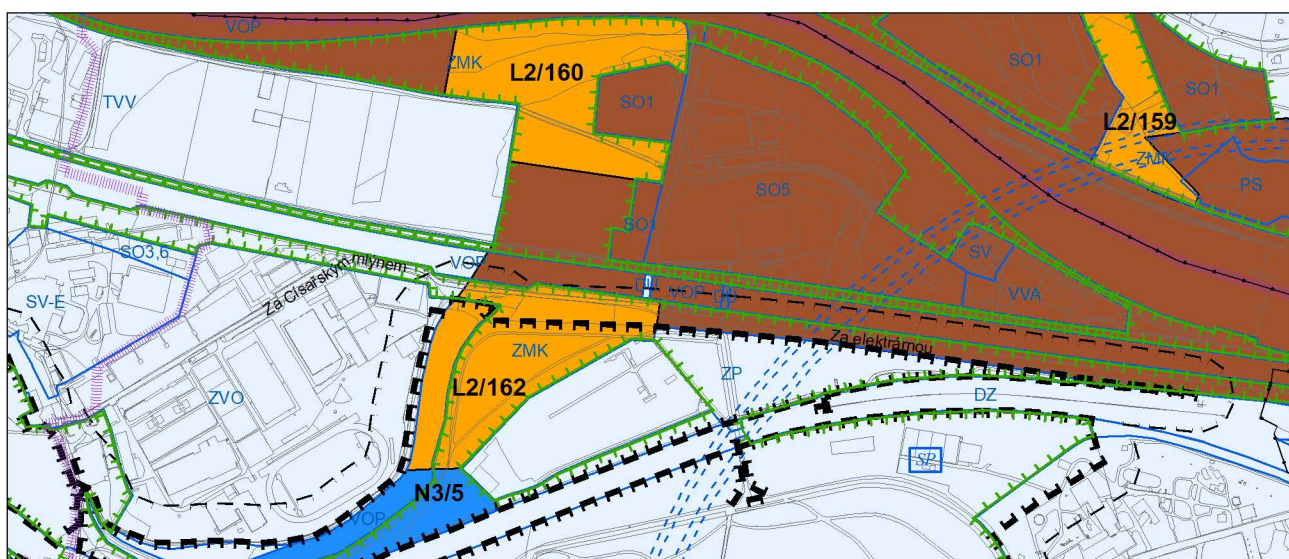 VOP
ZMK
L2/160
SO1
SO1
SO1
L2/159
ZMK
PS
TVV
SO5
SO1
SO3,6
SV-E
Za Císařským mlýnem
VOP
VOP
SV
VVA
Za elektrárnou
ZMK
L2/162
ZP
ZVO
DZ
SP
N3/5
VOP